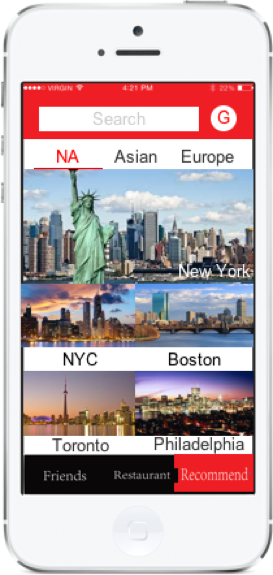 VIRGIN 4:21 PM 22%
Search G
NA Asian Europe
New York
NYC Boston
Toronto Philadelphia
Friends Restaurant Recommend